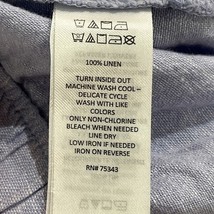 100% LINEN
TURN INSIDE OUT
MACHINE WASH COOL –
DELICATE CYCLE
WASH WITH LIKE
COLORS
ONLY NON-CHLORINE
BLEACH WHEN NEEDED
LINE DRY
LOW IRON IF NEEDED
IRON ON REVERSE
RN# 75343